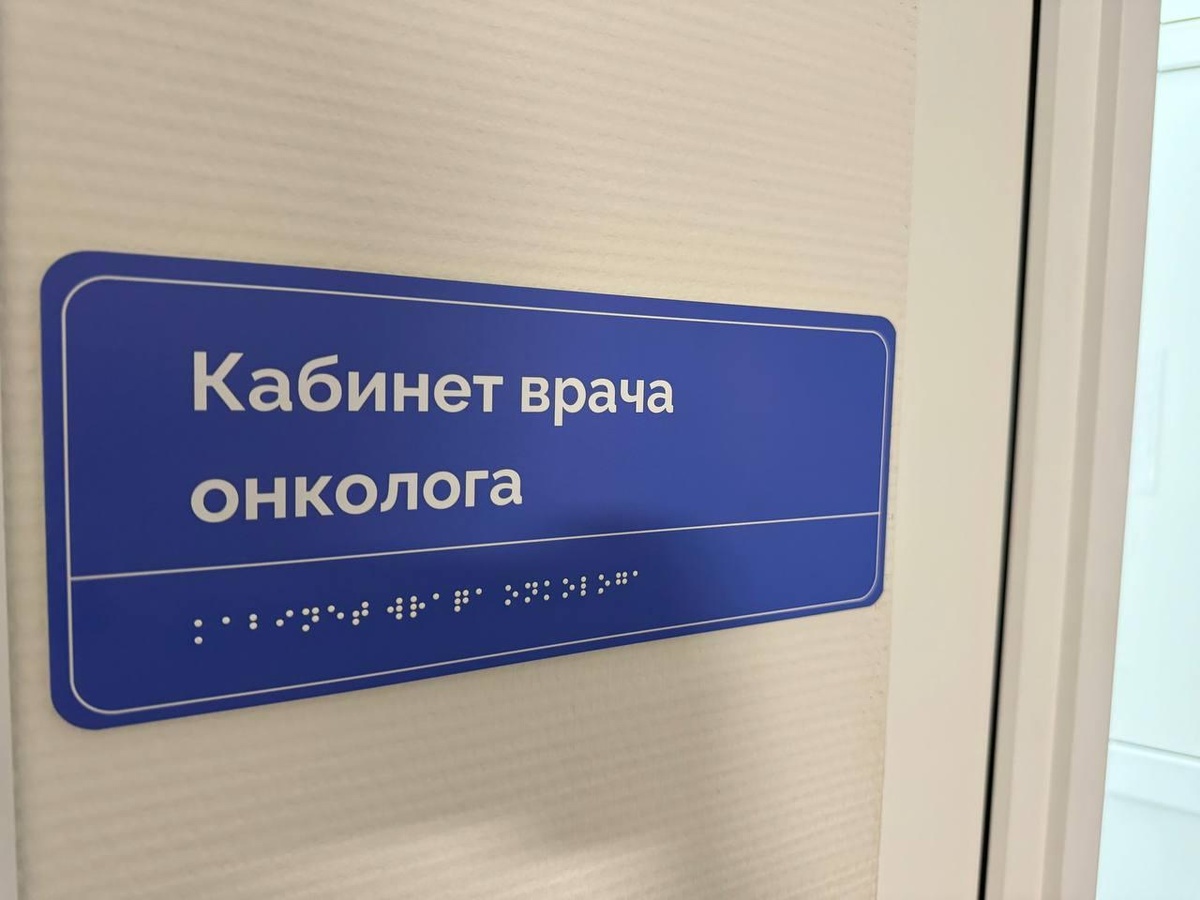 Кабинет врача
онколога
⠅⠁⠃⠊⠝⠑⠞ ⠺⠗⠁⠟⠁ ⠕⠝⠅⠕⠇⠕⠛⠁